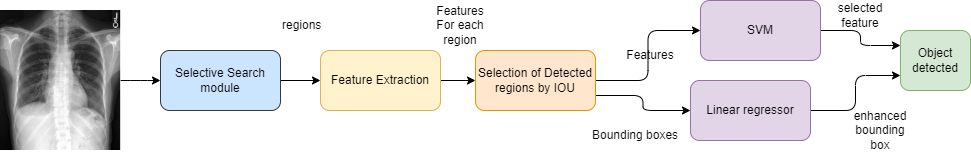 regions
Features
For each
region
selected
feature
SVM
Selective Search
module
Feature Extraction
Selection of Detected
regions by IOU
Features
Object
detected
Linear regressor
Bounding boxes
enhanced
bounding
box